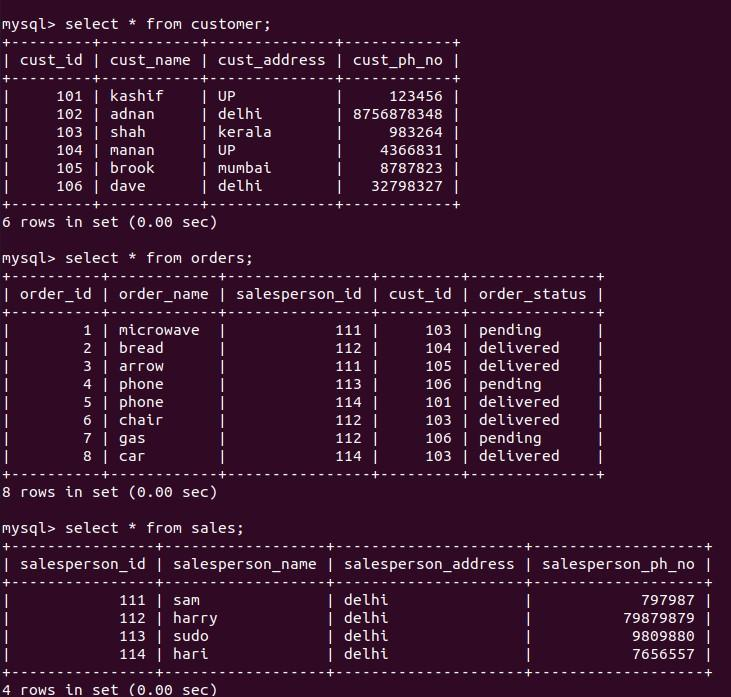 mysql> select * from customer;
+---------+-----------+--------------+------------+
| cust_id | cust_name | cust_address | cust_ph_no |
+---------+-----------+--------------+------------+
|     101 | kashif    | UP           |     123456 |
|     102 | adnan     | delhi        | 8756878348 |
|     103 | shah      | kerala       |     983264 |
|     104 | manan     | UP           |    4366831 |
|     105 | brook     | mumbai       |    8787823 |
|     106 | dave      | delhi        |   32798327 |
+---------+-----------+--------------+------------+
6 rows in set (0.00 sec)
mysql> select * from orders;
+----------+------------+----------------+---------+--------------+
| order_id | order_name | salesperson_id | cust_id | order_status |
+----------+------------+----------------+---------+--------------+
|        1 | microwave  |            111 |     103 | pending      |
|        2 | bread      |            112 |     104 | delivered    |
|        3 | arrow      |            111 |     105 | delivered    |
|        4 | phone      |            113 |     106 | pending      |
|        5 | phone      |            114 |     101 | delivered    |
|        6 | chair      |            112 |     103 | delivered    |
|        7 | gas        |            112 |     106 | pending      |
|        8 | car        |            114 |     103 | delivered    |
+----------+------------+----------------+---------+--------------+
8 rows in set (0.00 sec)
mysql> select * from sales;
+----------------+------------------+---------------------+-------------------+
| salesperson_id | salesperson_name | salesperson_address | salesperson_ph_no |
+----------------+------------------+---------------------+-------------------+
|            111 | sam              | delhi               |            797987 |
|            112 | harry            | delhi               |          79879879 |
|            113 | sudo             | delhi               |           9809880 |
|            114 | hari             | delhi               |           7656557 |
+----------------+------------------+---------------------+-------------------+
4 rows in set (0.00 sec)